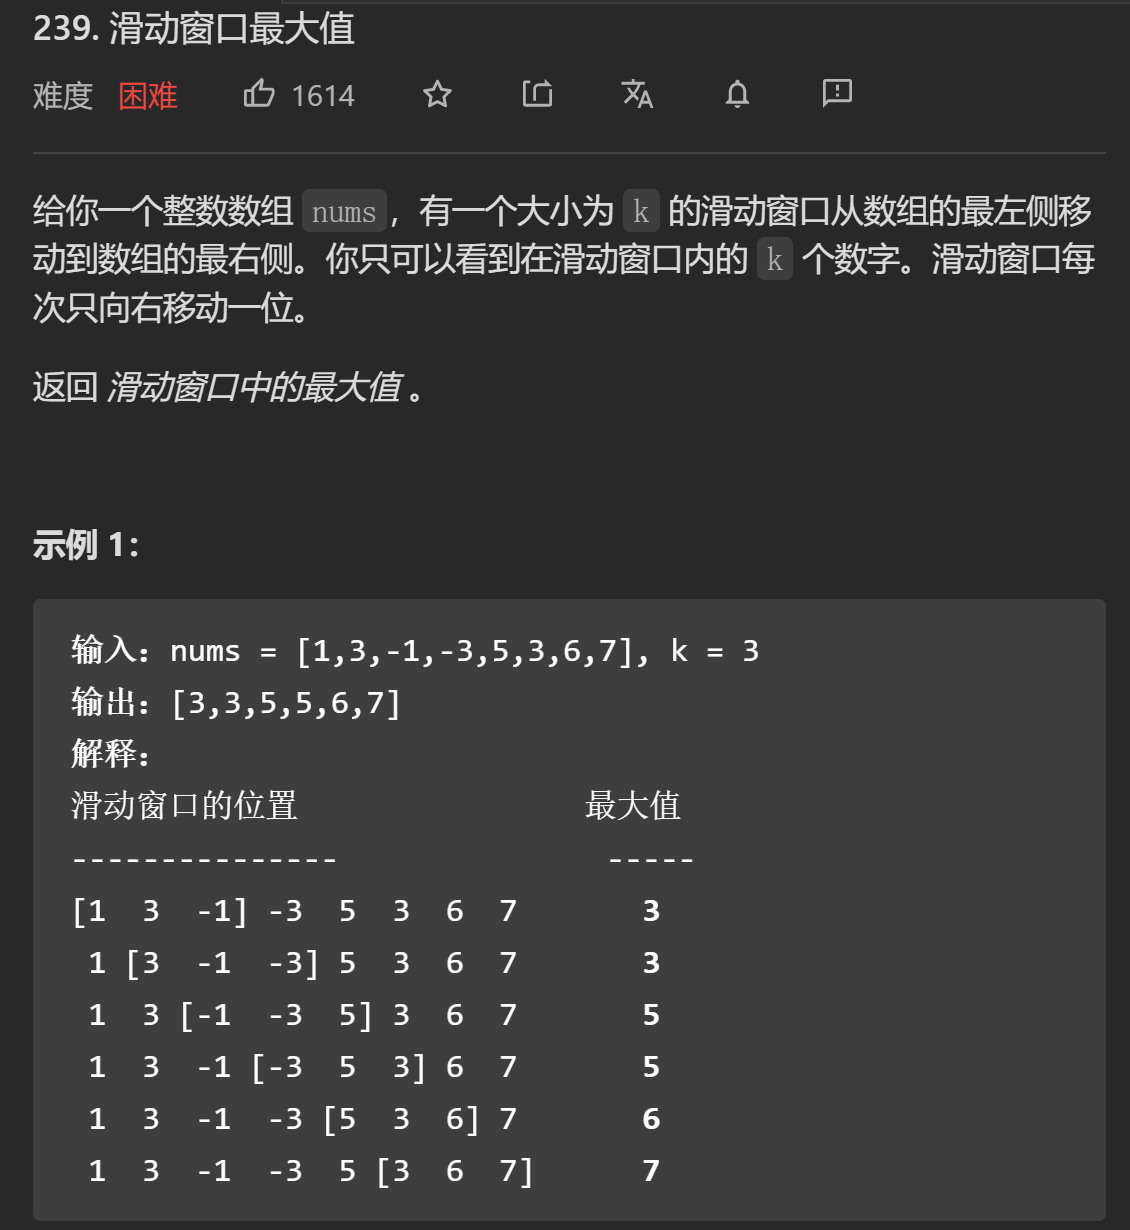 239. 滑动窗口最大值
难度 困难 1614
给你一个整数数组 nums，有一个大小为 k 的滑动窗口从数组的最左侧移
动到数组的最右侧。你只可以看到在滑动窗口内的 k 个数字。滑动窗口每
次只向右移动一位。
返回 滑动窗口中的最大值 。
示例 1：
输入：nums = [1,3,-1,-3,5,3,6,7], k = 3
输出：[3,3,5,5,6,7]
解释：
滑动窗口的位置                最大值
---------------               -----
[1  3  -1] -3  5  3  6  7       3
 1 [3  -1  -3] 5  3  6  7       3
 1  3 [-1  -3  5] 3  6  7       5
 1  3  -1 [-3  5  3] 6  7       5
 1  3  -1  -3 [5  3  6] 7       6
 1  3  -1  -3  5 [3  6  7]      7